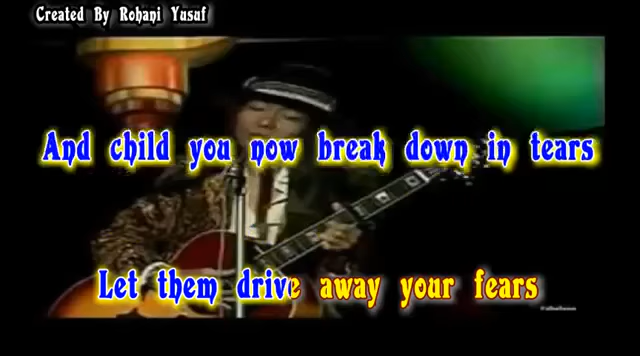 Created By Rohani Yusuf
And child you now break down in tears
Let them drive away your fears